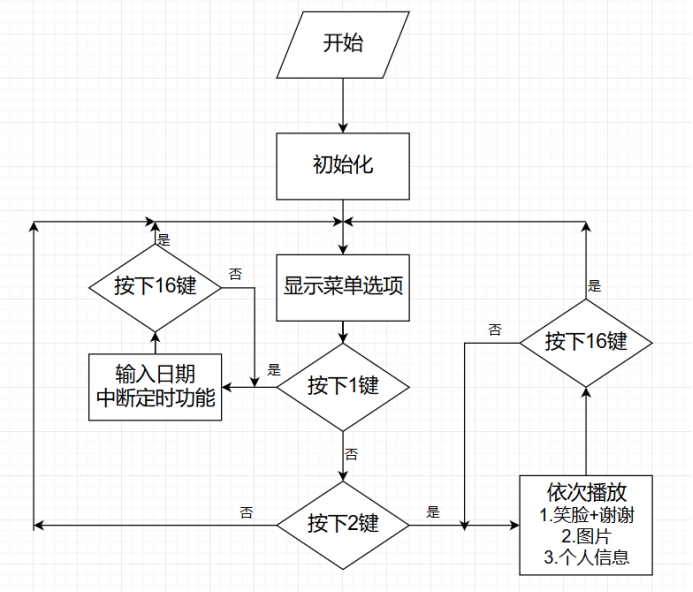 开始
初始化
是
按下16键
否
显示菜单选项
是
否
按下16键
输入日期
中断定时功能
是
按下1键
否
否
按下2键
是
依次播放
1.笑脸+谢谢
2.图片
3.个人信息